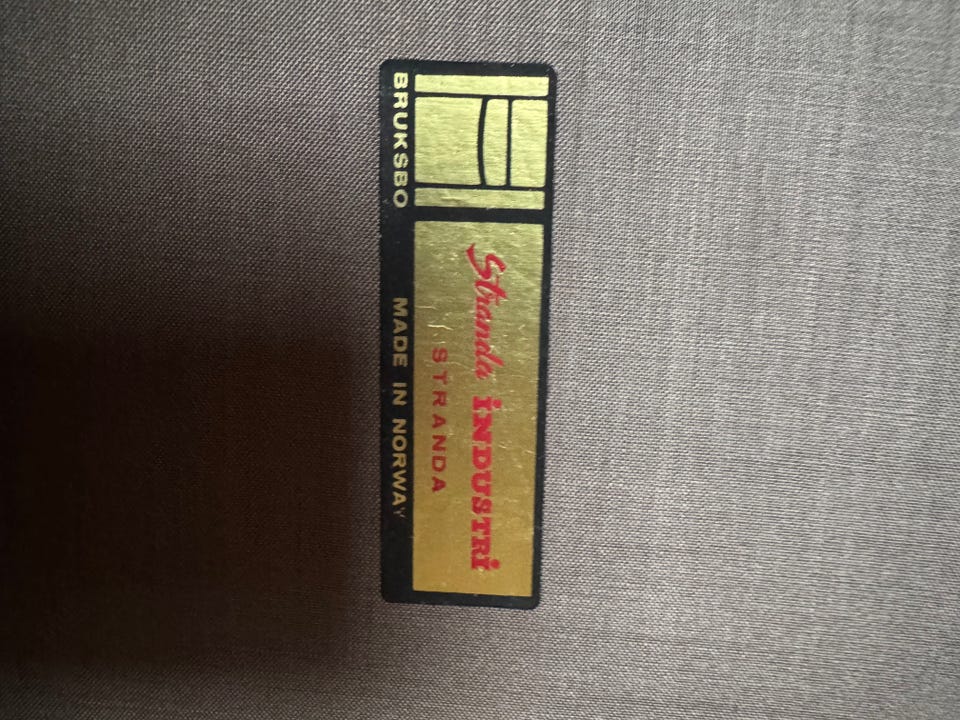 Stranda iNDUSTRi
STRANDA
BRUKSBO
MADE IN NORWAY